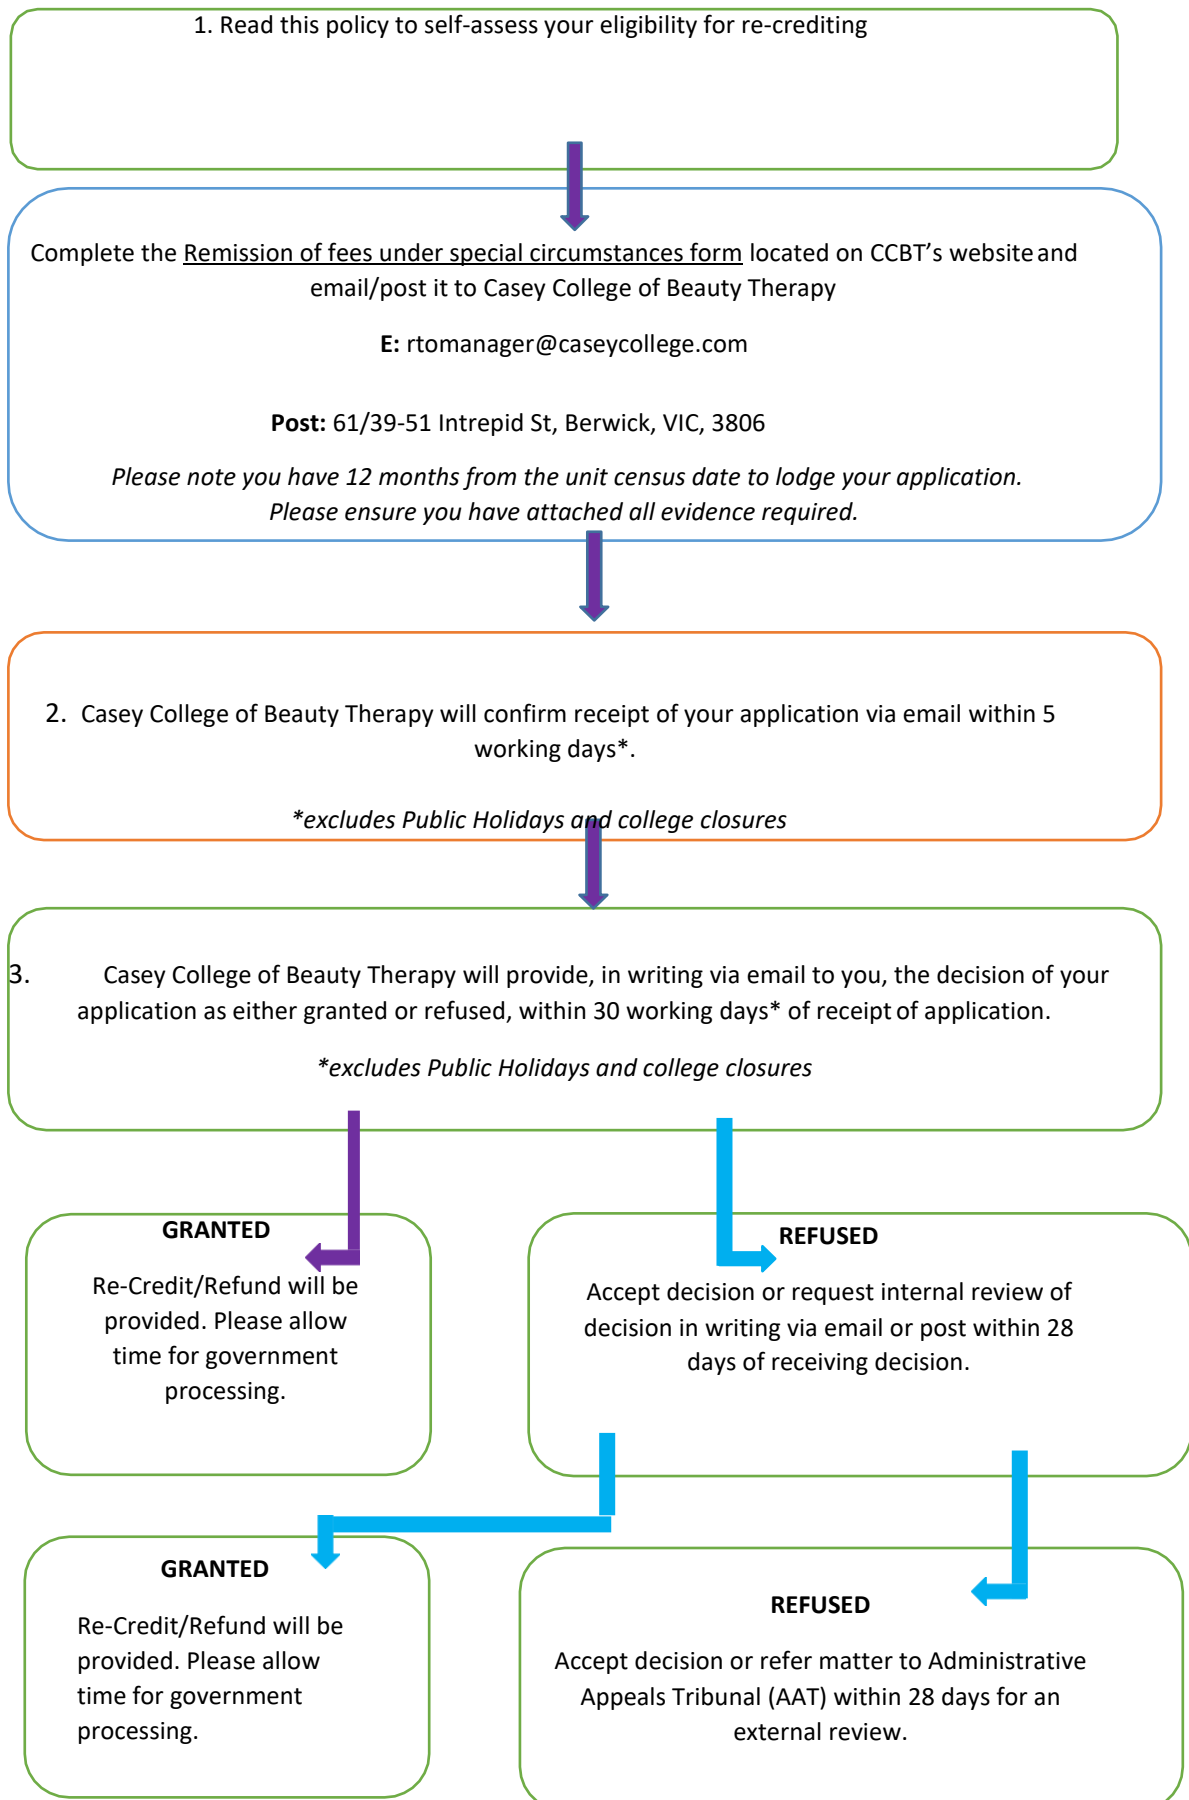 1. Read this policy to self-assess your eligibility for re-crediting
Complete the Remission of fees under special circumstances form located on CCBT's website and
email/post it to Casey College of Beauty Therapy
E: rtomanager@caseycollege.com
Post: 61/39-51 Intrepid St, Berwick, VIC, 3806
Please note you have 12 months from the unit census date to lodge your application.
Please ensure you have attached all evidence required.
2. Casey College of Beauty Therapy will confirm receipt of your application via email within 5
working days*.
*excludes Public Holidays and college closures
3. Casey College of Beauty Therapy will provide, in writing via email to you, the decision of your
application as either granted or refused, within 30 working days* of receipt of application.
*excludes Public Holidays and college closures
GRANTED
Re-Credit/Refund will be
provided. Please allow
time for government
processing.
REFUSED
Accept decision or request internal review of
decision in writing via email or post within 28
days of receiving decision.
GRANTED
Re-Credit/Refund will be
provided. Please allow
time for government
processing.
REFUSED
Accept decision or refer matter to Administrative
Appeals Tribunal (AAT) within 28 days for an
external review.